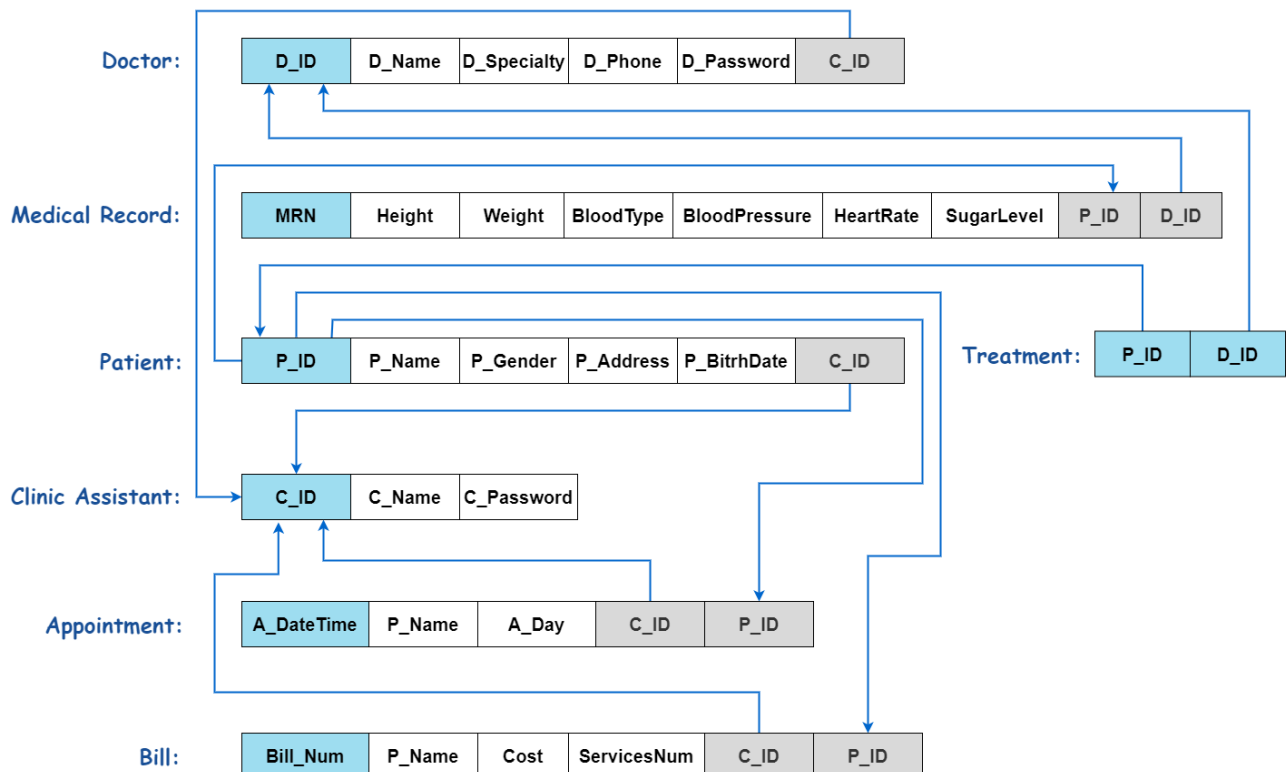 Doctor: D_ID D_Name D_Specialty D_Phone D_Password C_ID
Medical Record: MRN Height Weight BloodType BloodPressure HeartRate SugarLevel P_ID D_ID
Patient: P_ID P_Name P_Gender P_Address P_BitrhDate C_ID
Treatment: P_ID D_ID
Clinic Assistant: C_ID C_Name C_Password
Appointment: A_DateTime P_Name A_Day C_ID P_ID
Bill: Bill_Num P_Name Cost ServicesNum C_ID P_ID